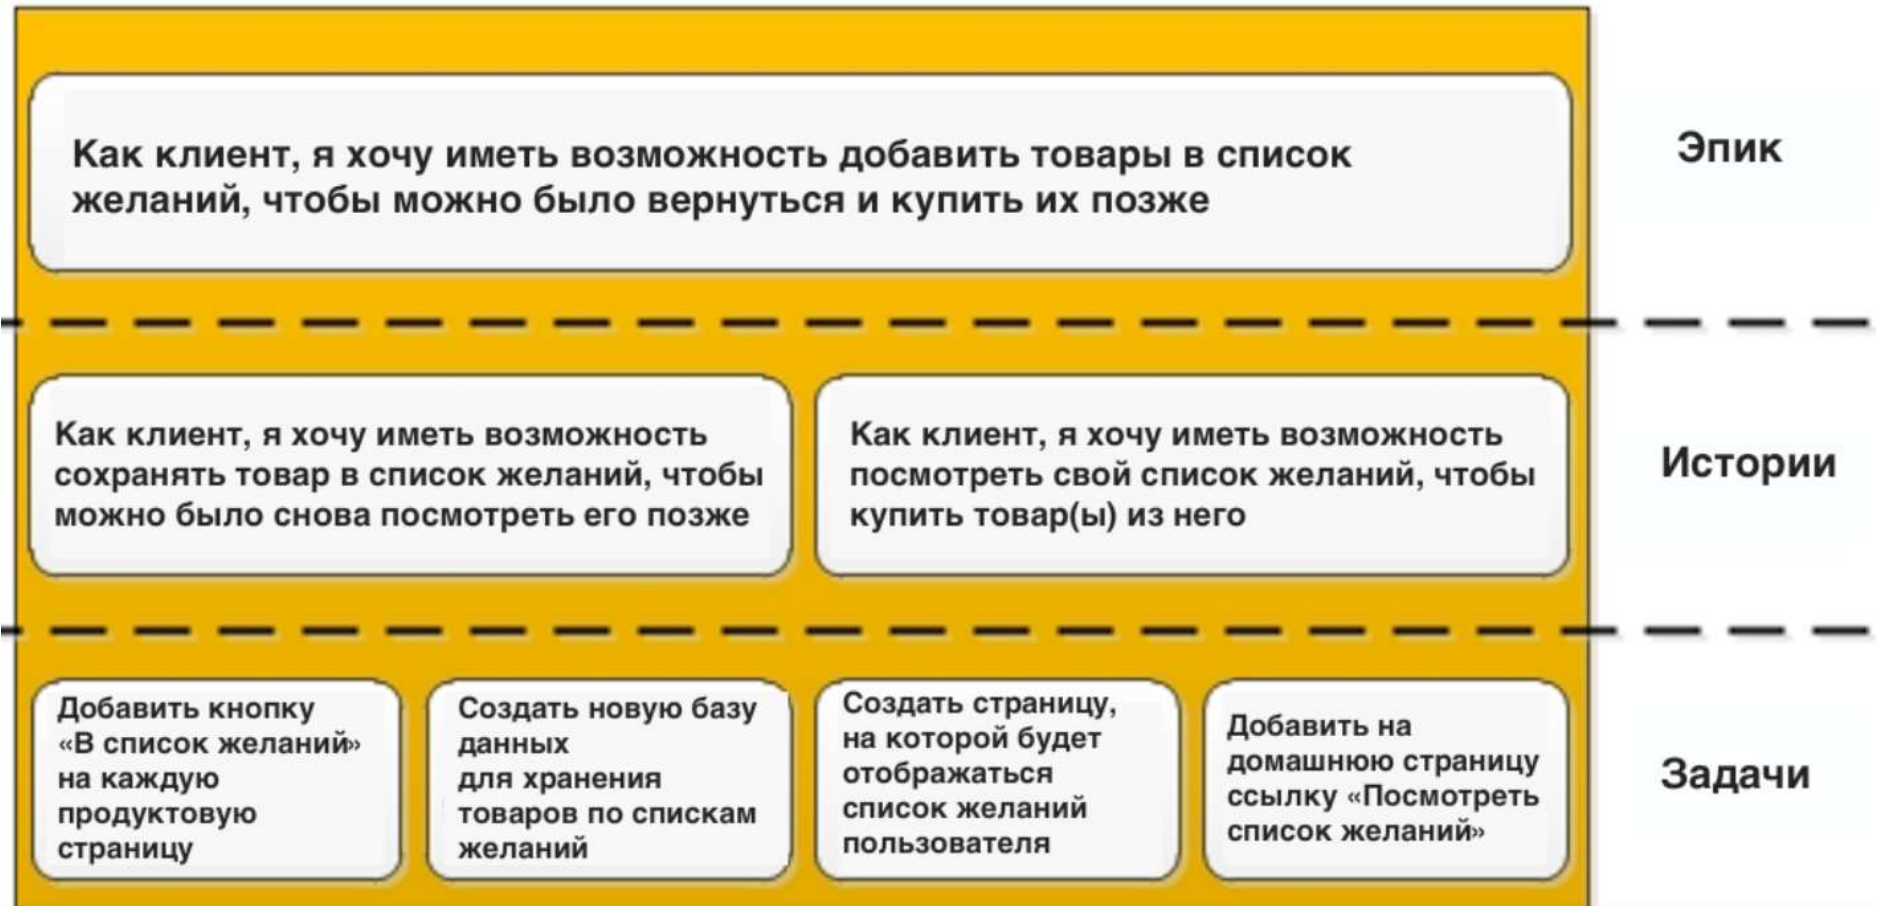 Как клиент, я хочу иметь возможность добавить товары в список
желаний, чтобы можно было вернуться и купить их позже
Эпик
Как клиент, я хочу иметь возможность
сохранять товар в список желаний, чтобы
можно было снова посмотреть его позже
Как клиент, я хочу иметь возможность
посмотреть свой список желаний, чтобы
купить товар(ы) из него
Истории
Добавить кнопку
«В список желаний»
на каждую
продуктовую
страницу
Создать новую базу
данных
для хранения
товаров по спискам
желаний
Создать страницу,
на которой будет
отображаться
список желаний
пользователя
Добавить на
домашнюю страницу
ссылку «Посмотреть
список желаний»
Задачи